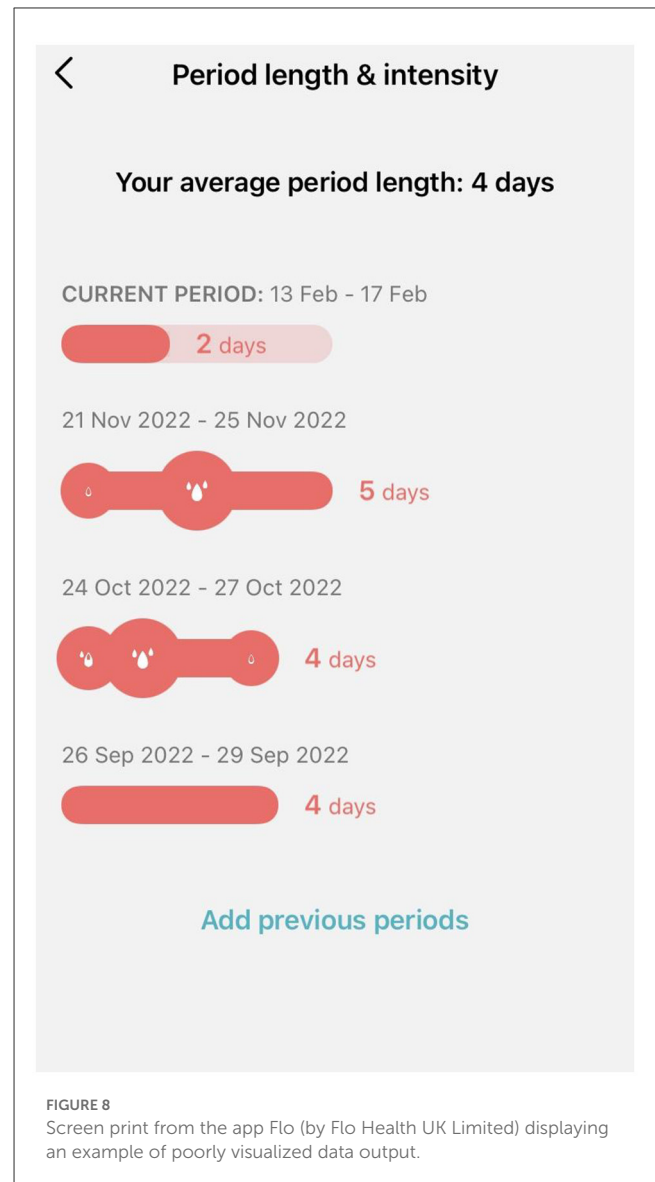 Period length & intensity
Your average period length: 4 days
CURRENT PERIOD: 13 Feb - 17 Feb
2 days
21 Nov 2022 - 25 Nov 2022
5 days
24 Oct 2022 - 27 Oct 2022
4 days
26 Sep 2022 - 29 Sep 2022
4 days
Add previous periods
FIGURE 8
Screen print from the app Flo (by Flo Health UK Limited) displaying
an example of poorly visualized data output.